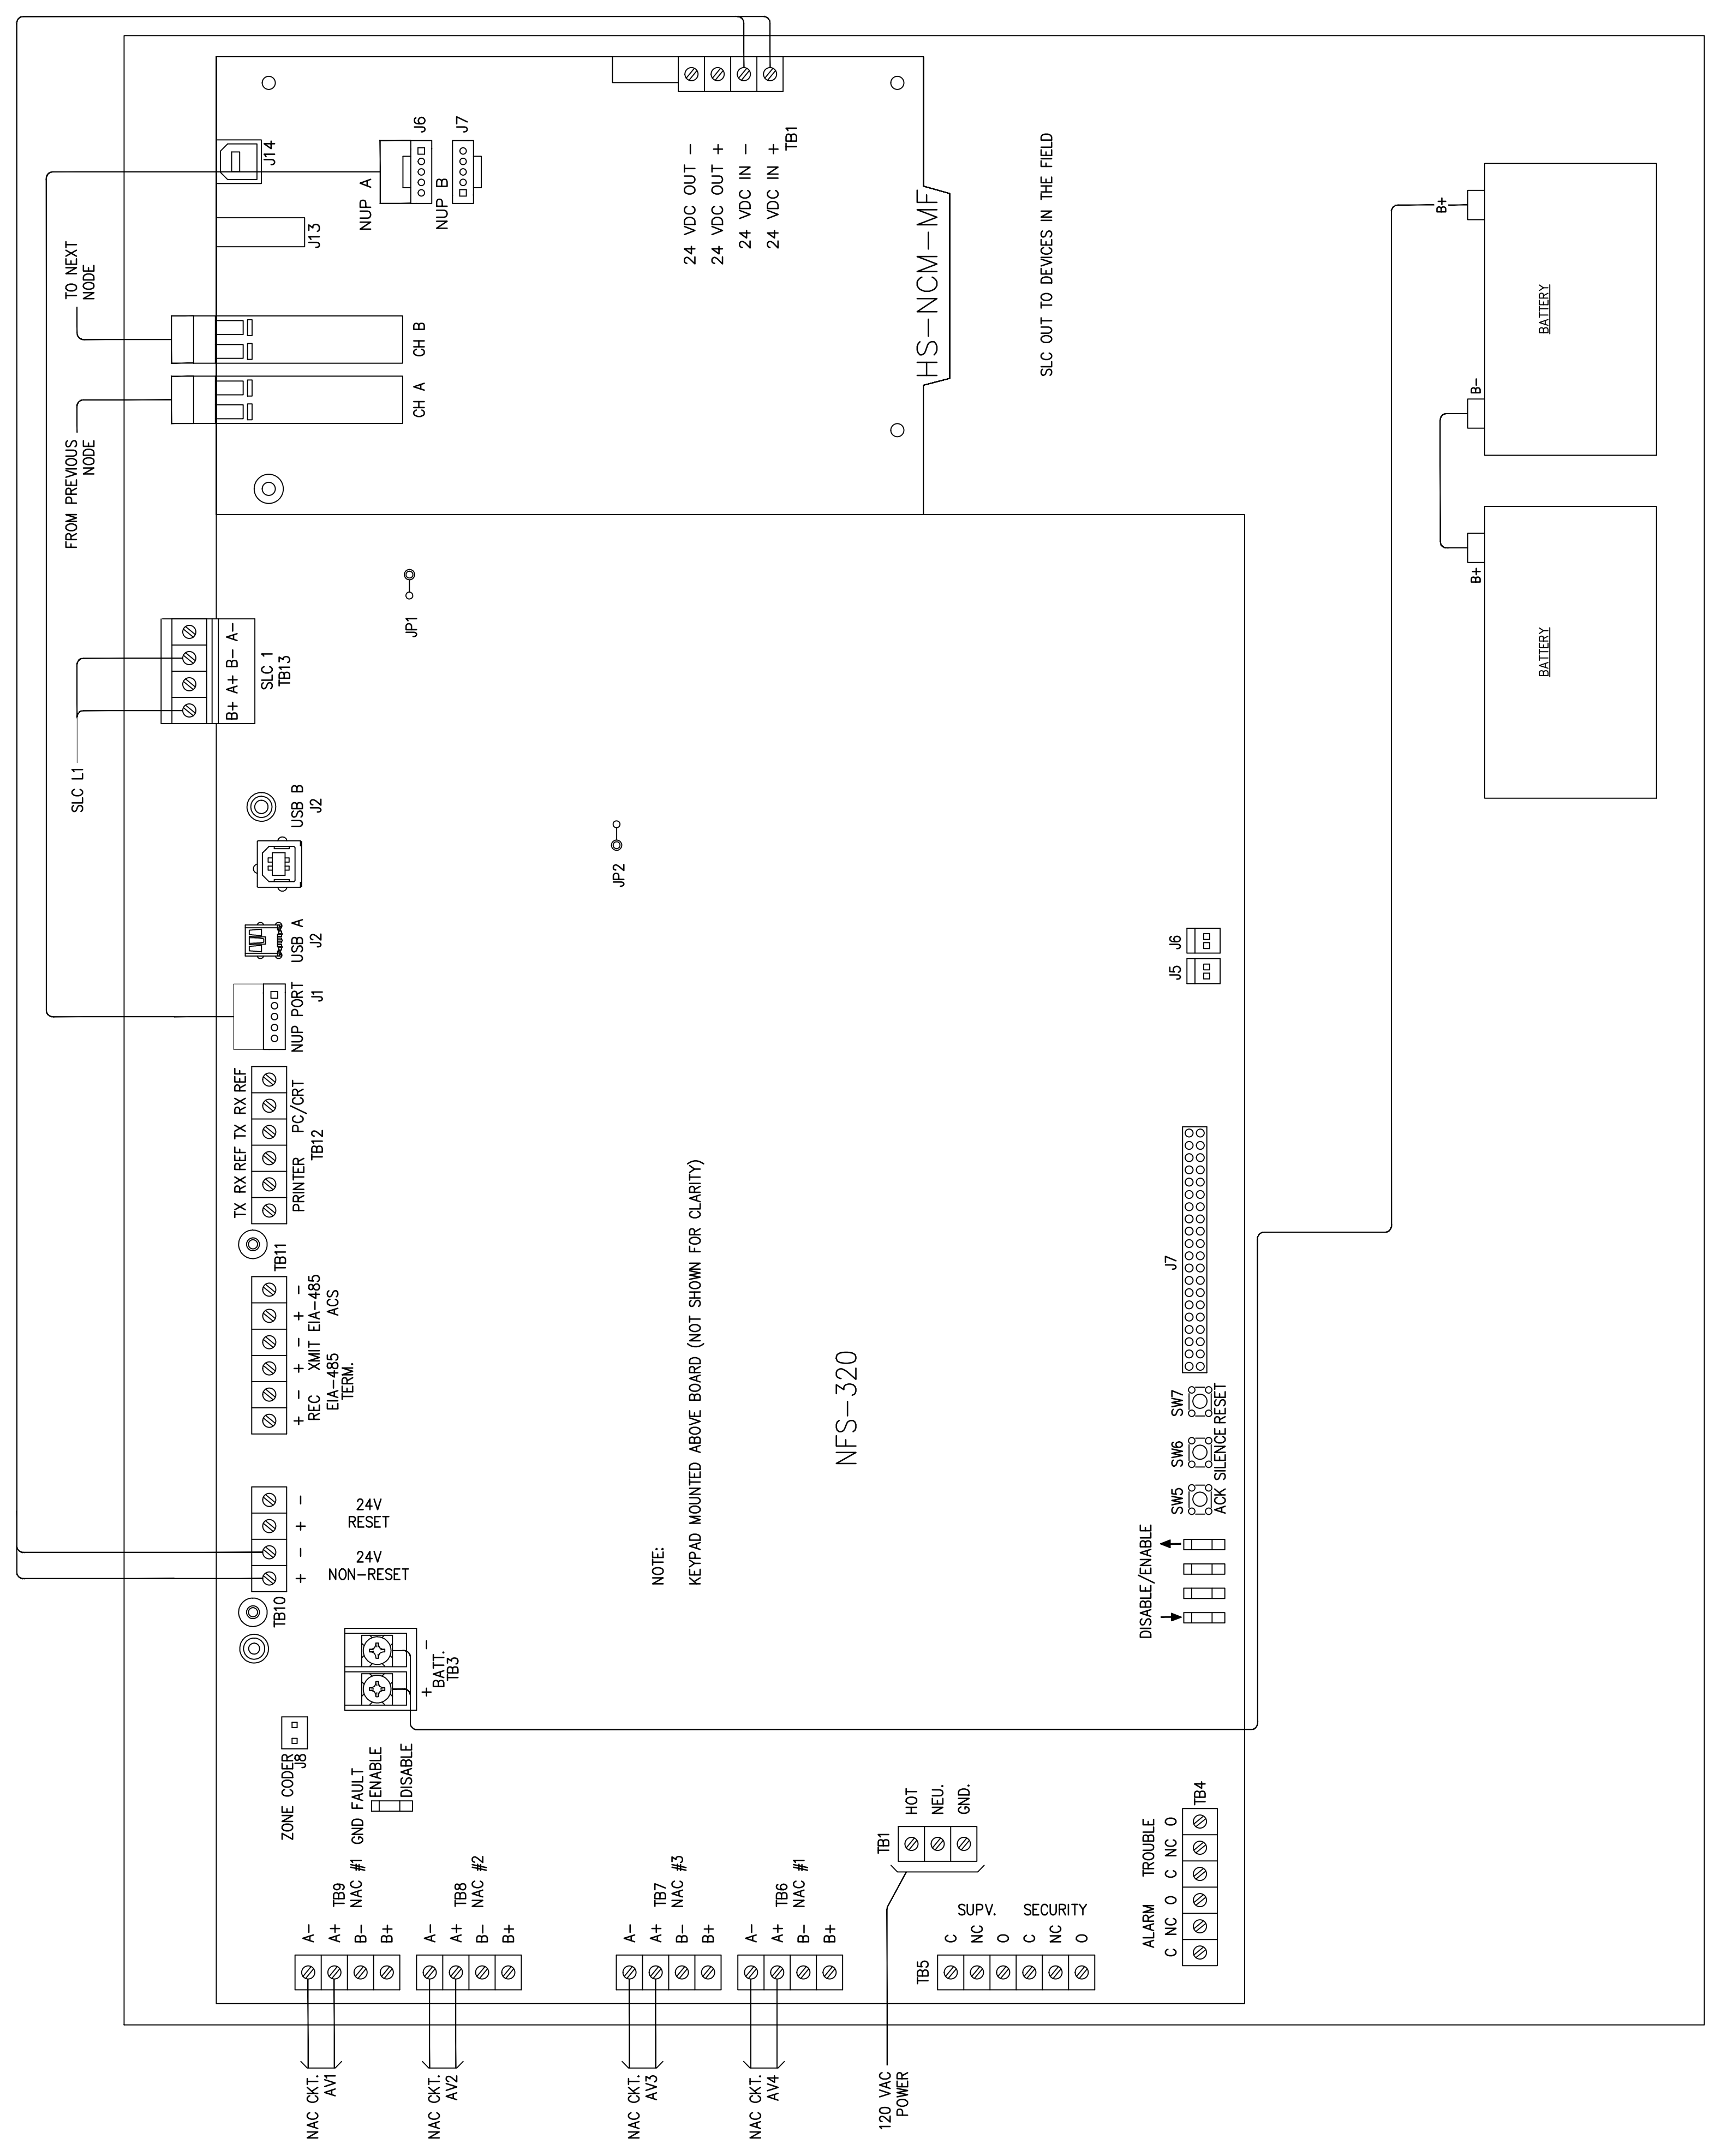 TO NEXT
NODE
FROM PREVIOUS
NODE
SLC L1
J14
J13
NUP A
J6
NUP B
J7
CH B
CH A
24 VDC OUT -
24 VDC OUT +
24 VDC IN -
24 VDC IN +
TB1
HS-NCM-MF
SLC OUT TO DEVICES IN THE FIELD
B+
B-
BATTERY
B+
BATTERY
JP1
B+ A+ B- A-
SLC 1
TB13
USB B
J2
USB A
J2
JP2
NUP PORT
J1
TX RX REF TX RX REF
PRINTER
PC/CRT
TB12
TB11
+ - + - + -
REC
XMIT
EIA-485
EIA-485
ACS
TERM.
+ - + -
24V
RESET
24V
NON-RESET
TB10
NOTE:
KEYPAD MOUNTED ABOVE BOARD (NOT SHOWN FOR CLARITY)
NFS-320
J6
J5
J7
SW7
SW6
SW5
ACK SILENCE RESET
DISABLE/ENABLE
+ -
BATT.
TB3
ZONE CODER
J8
GND FAULT
ENABLE
DISABLE
A-
A+
B-
B+
TB9
NAC #1
A-
A+
B-
B+
TB8
NAC #2
A-
A+
B-
B+
TB7
NAC #3
A-
A+
B-
B+
TB6
NAC #1
TB1
HOT
NEU.
GND.
TB5
SUPV.
SECURITY
C
NC
O
C
NC
O
ALARM
TROUBLE
C NC O C NC O
TB4
NAC CKT.
AV1
NAC CKT.
AV2
NAC CKT.
AV3
NAC CKT.
AV4
120 VAC
POWER